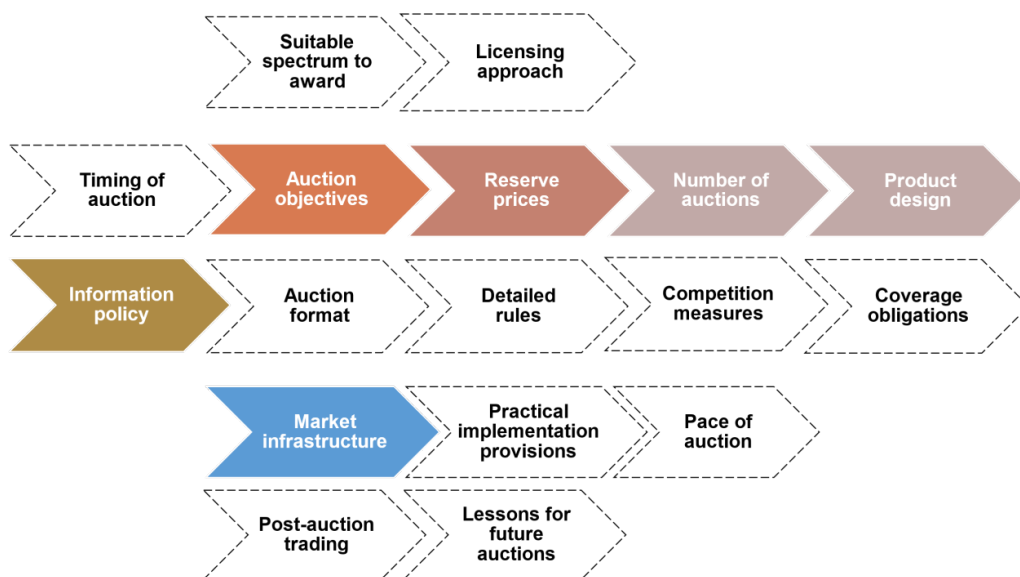 Suitable
spectrum to
award
Licensing
approach
Timing of
auction
Auction
objectives
Reserve
prices
Number of
auctions
Product
design
Information
policy
Auction
format
Detailed
rules
Competition
measures
Coverage
obligations
Market
infrastructure
Practical
implementation
provisions
Pace of
auction
Post-auction
trading
Lessons for
future
auctions